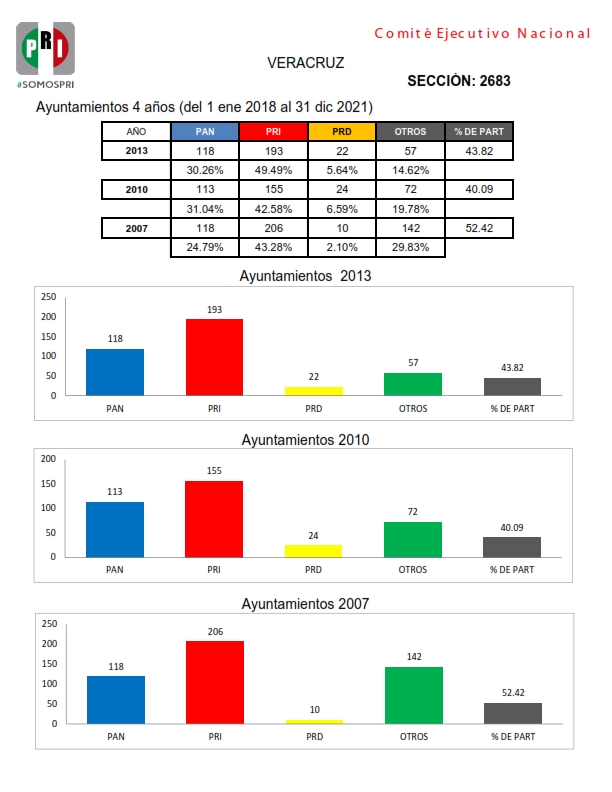 PRI
#SOMOSPRI
Comité Ejecutivo Nacional
VERACRUZ
SECCIÓN: 2683
Ayuntamientos 4 años (del 1 ene 2018 al 31 dic 2021)
AÑO PAN PRI PRD OTROS % DE PART
2013 118 193 22 57 43.82
30.26% 49.49% 5.64% 14.62%
2010 113 155 24 72 40.09
31.04% 42.58% 6.59% 19.78%
2007 118 206 10 142 52.42
24.79% 43.28% 2.10% 29.83%
Ayuntamientos 2013
250
200
150
100
50
0
118 193 22 57 43.82
PAN PRI PRD OTROS % DE PART
Ayuntamientos 2010
200
150
100
50
0
113 155 24 72 40.09
PAN PRI PRD OTROS % DE PART
Ayuntamientos 2007
250
200
150
100
50
0
118 206 10 142 52.42
PAN PRI PRD OTROS % DE PART